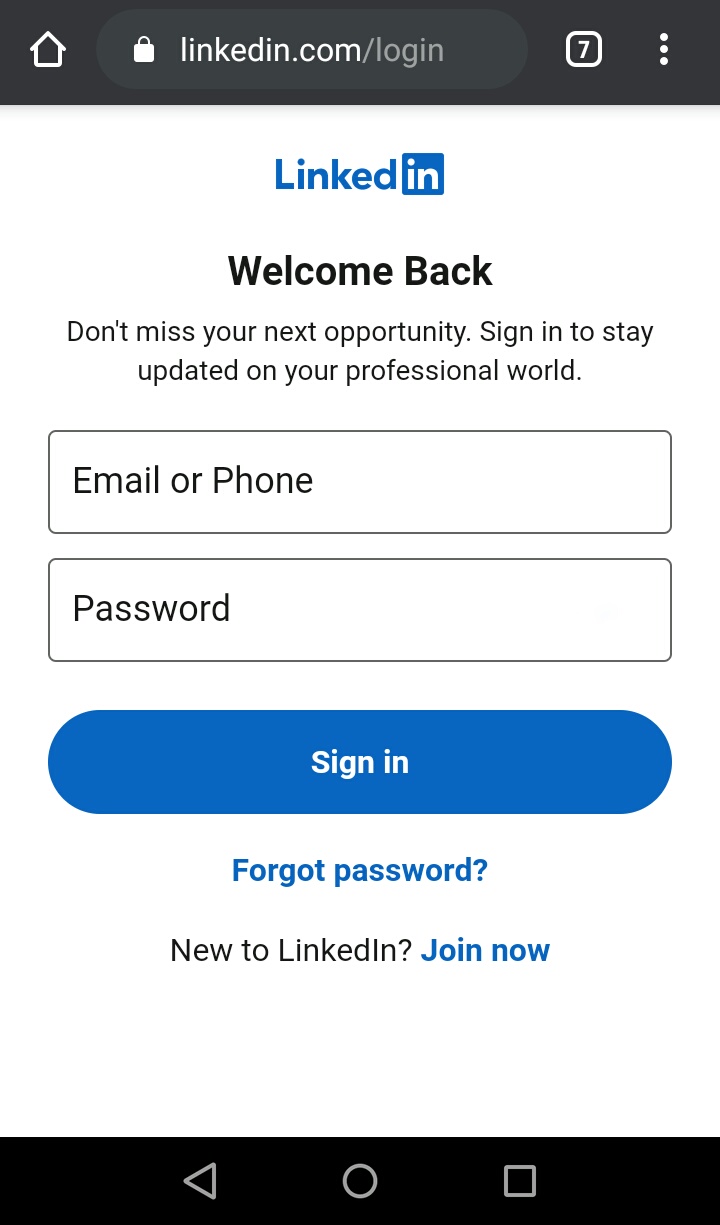 linkedin.com/login
7
Linkedin
Welcome Back
Don't miss your next opportunity. Sign in to stay
updated on your professional world.
Email or Phone
Password
Sign in
Forgot password?
New to LinkedIn? Join now